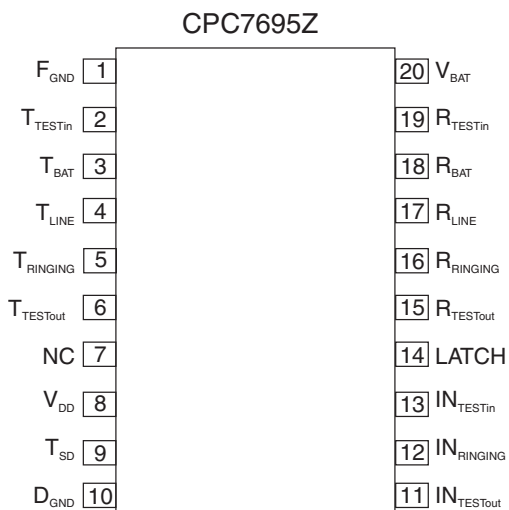 CPC7695Z
F_GND 1 20 V_BAT
T_TESTin 2 19 R_TESTin
T_BAT 3 18 R_BAT
T_LINE 4 17 R_LINE
T_RINGING 5 16 R_RINGING
T_TESTout 6 15 R_TESTout
NC 7 14 LATCH
V_DD 8 13 IN_TESTin
T_SD 9 12 IN_RINGING
D_GND 10 11 IN_TESTout